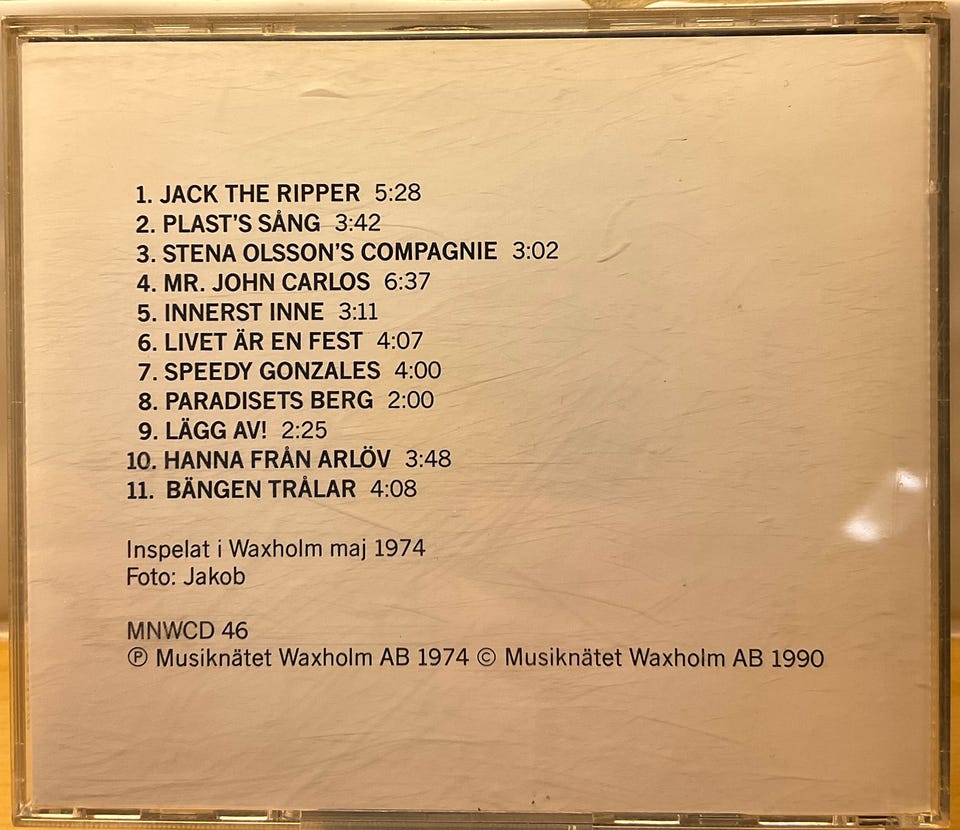 1. JACK THE RIPPER 5:28
2. PLAST'S SÅNG 3:42
3. STENA OLSSON'S COMPAGNIE 3:02
4. MR. JOHN CARLOS 6:37
5. INNERST INNE 3:11
6. LIVET ÄR EN FEST 4:07
7. SPEEDY GONZALES 4:00
8. PARADISETS BERG 2:00
9. LÄGG AV! 2:25
10. HANNA FRÅN ARLÖV 3:48
11. BÄNGEN TRÅLAR 4:08
Inspelat i Waxholm maj 1974
Foto: Jakob
MNWCD 46
℗ Musiknätet Waxholm AB 1974 © Musiknätet Waxholm AB 1990